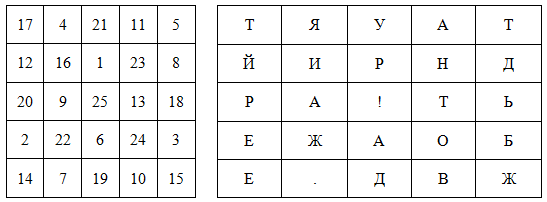 17 4 21 11 5 Т Я У А Т
12 16 1 23 8 Й И Р Н Д
20 9 25 13 18 Р А ! Т Ь
2 22 6 24 3 Е Ж А О Б
14 7 19 10 15 Е . Д В Ж